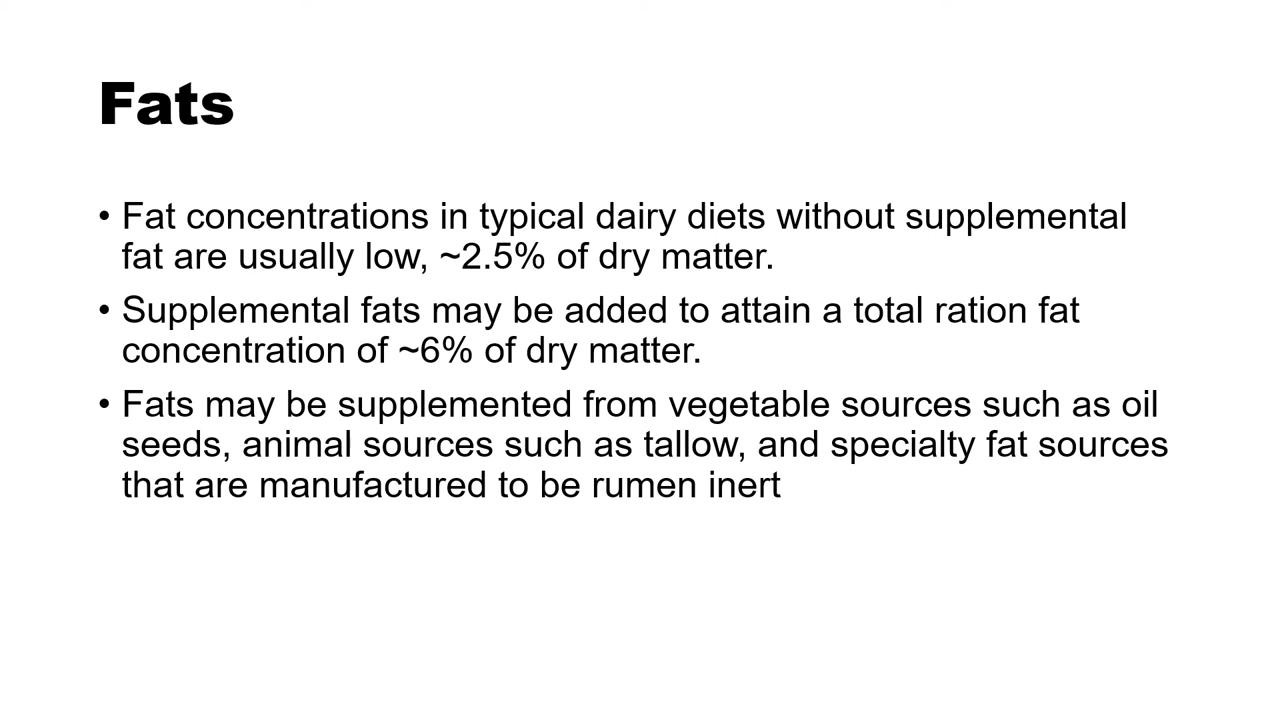 Fats
• Fat concentrations in typical dairy diets without supplemental
fat are usually low, ~2.5% of dry matter.
• Supplemental fats may be added to attain a total ration fat
concentration of ~6% of dry matter.
• Fats may be supplemented from vegetable sources such as oil
seeds, animal sources such as tallow, and specialty fat sources
that are manufactured to be rumen inert